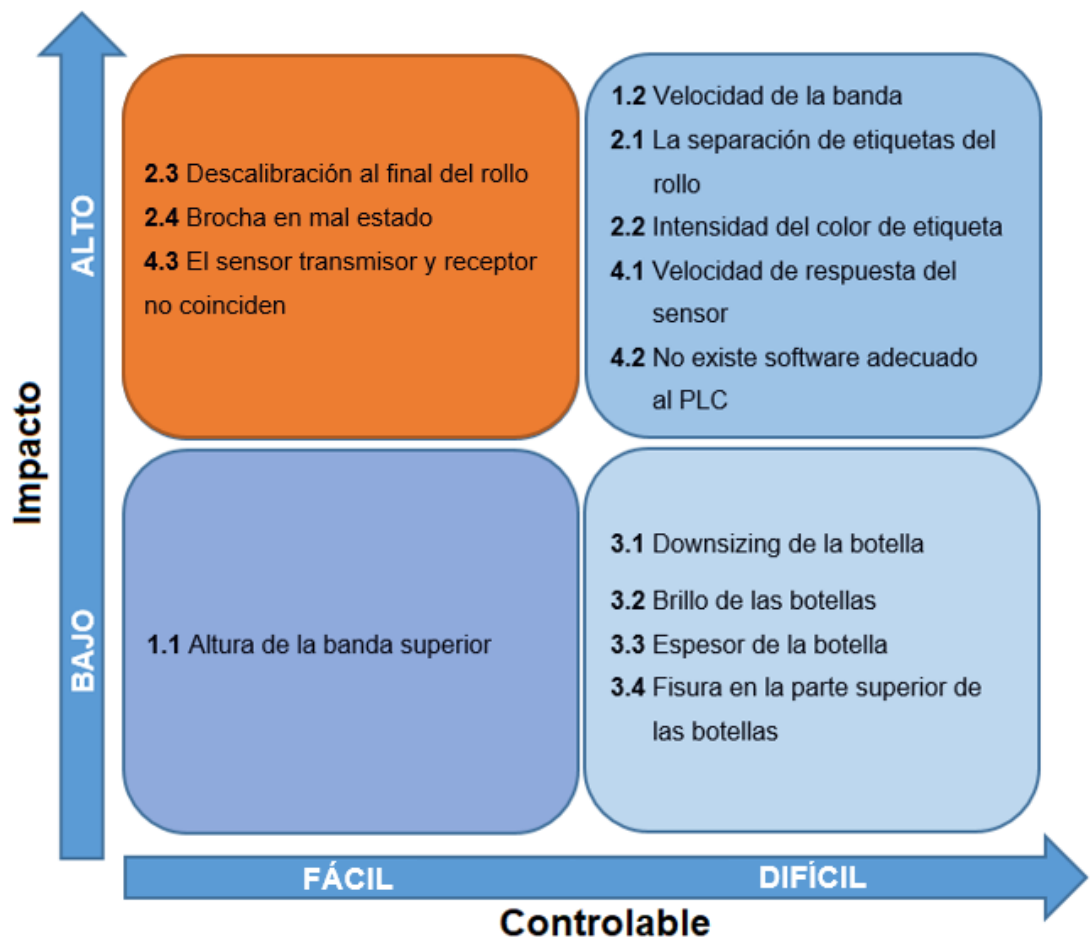 Impacto
ALTO
BAJO
2.3 Descalibración al final del rollo
2.4 Brocha en mal estado
4.3 El sensor transmisor y receptor
no coinciden
1.2 Velocidad de la banda
2.1 La separación de etiquetas del
rollo
2.2 Intensidad del color de etiqueta
4.1 Velocidad de respuesta del
sensor
4.2 No existe software adecuado
al PLC
1.1 Altura de la banda superior
3.1 Downsizing de la botella
3.2 Brillo de las botellas
3.3 Espesor de la botella
3.4 Fisura en la parte superior de
las botellas
FÁCIL
DIFÍCIL
Controlable